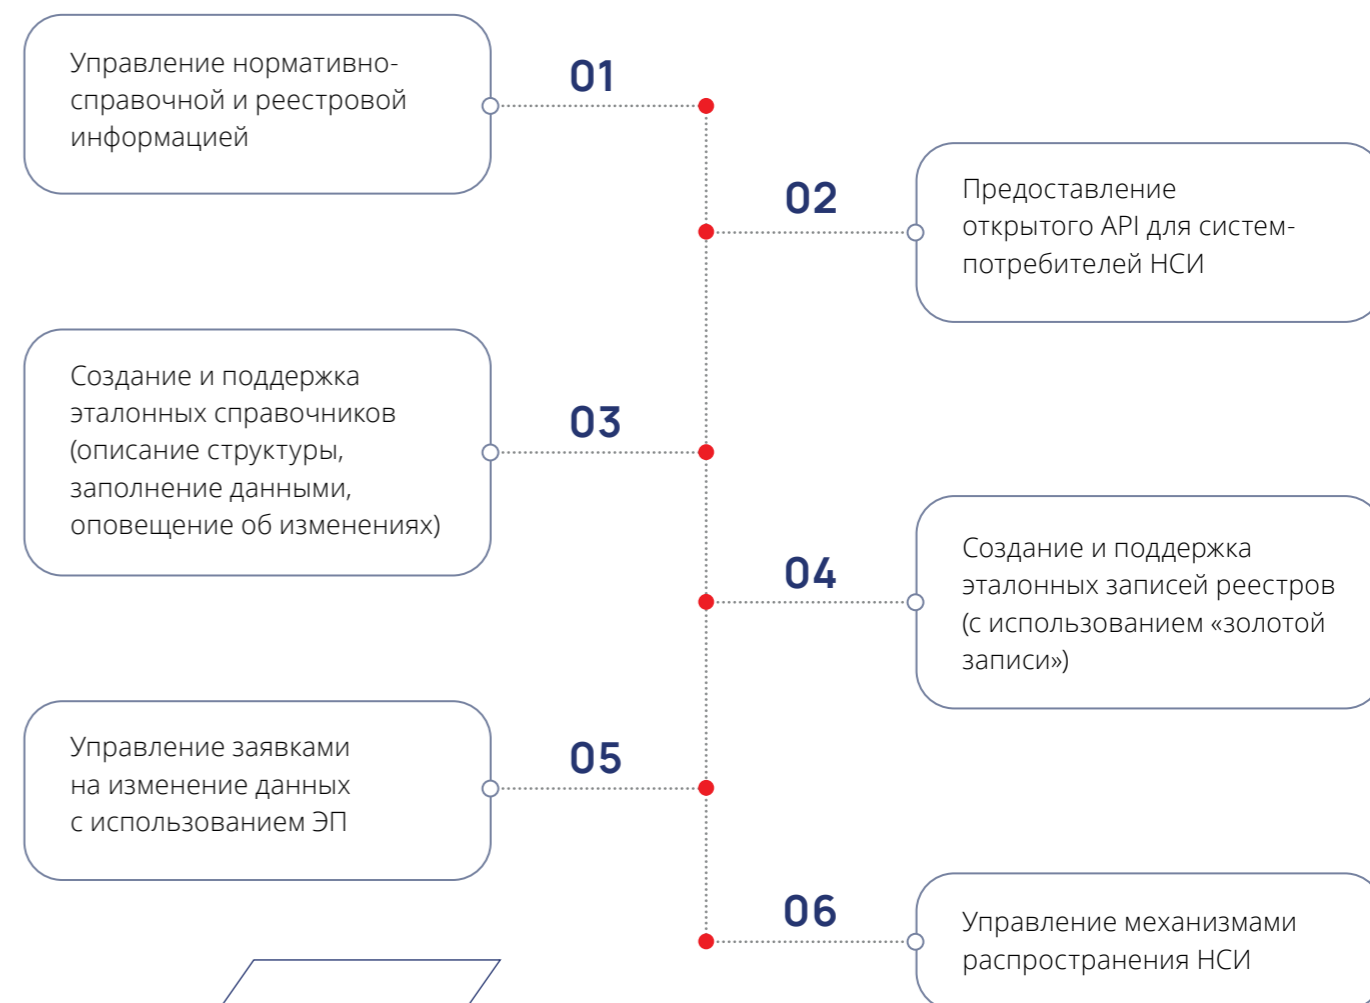 01
Управление нормативно-
справочной и реестровой
информацией
02
Предоставление
открытого API для систем-
потребителей НСИ
03
Создание и поддержка
эталонных справочников
(описание структуры,
заполнение данными,
оповещение об изменениях)
04
Создание и поддержка
эталонных записей реестров
(с использованием «золотой
записи»)
05
Управление заявками
на изменение данных
с использованием ЭП
06
Управление механизмами
распространения НСИ